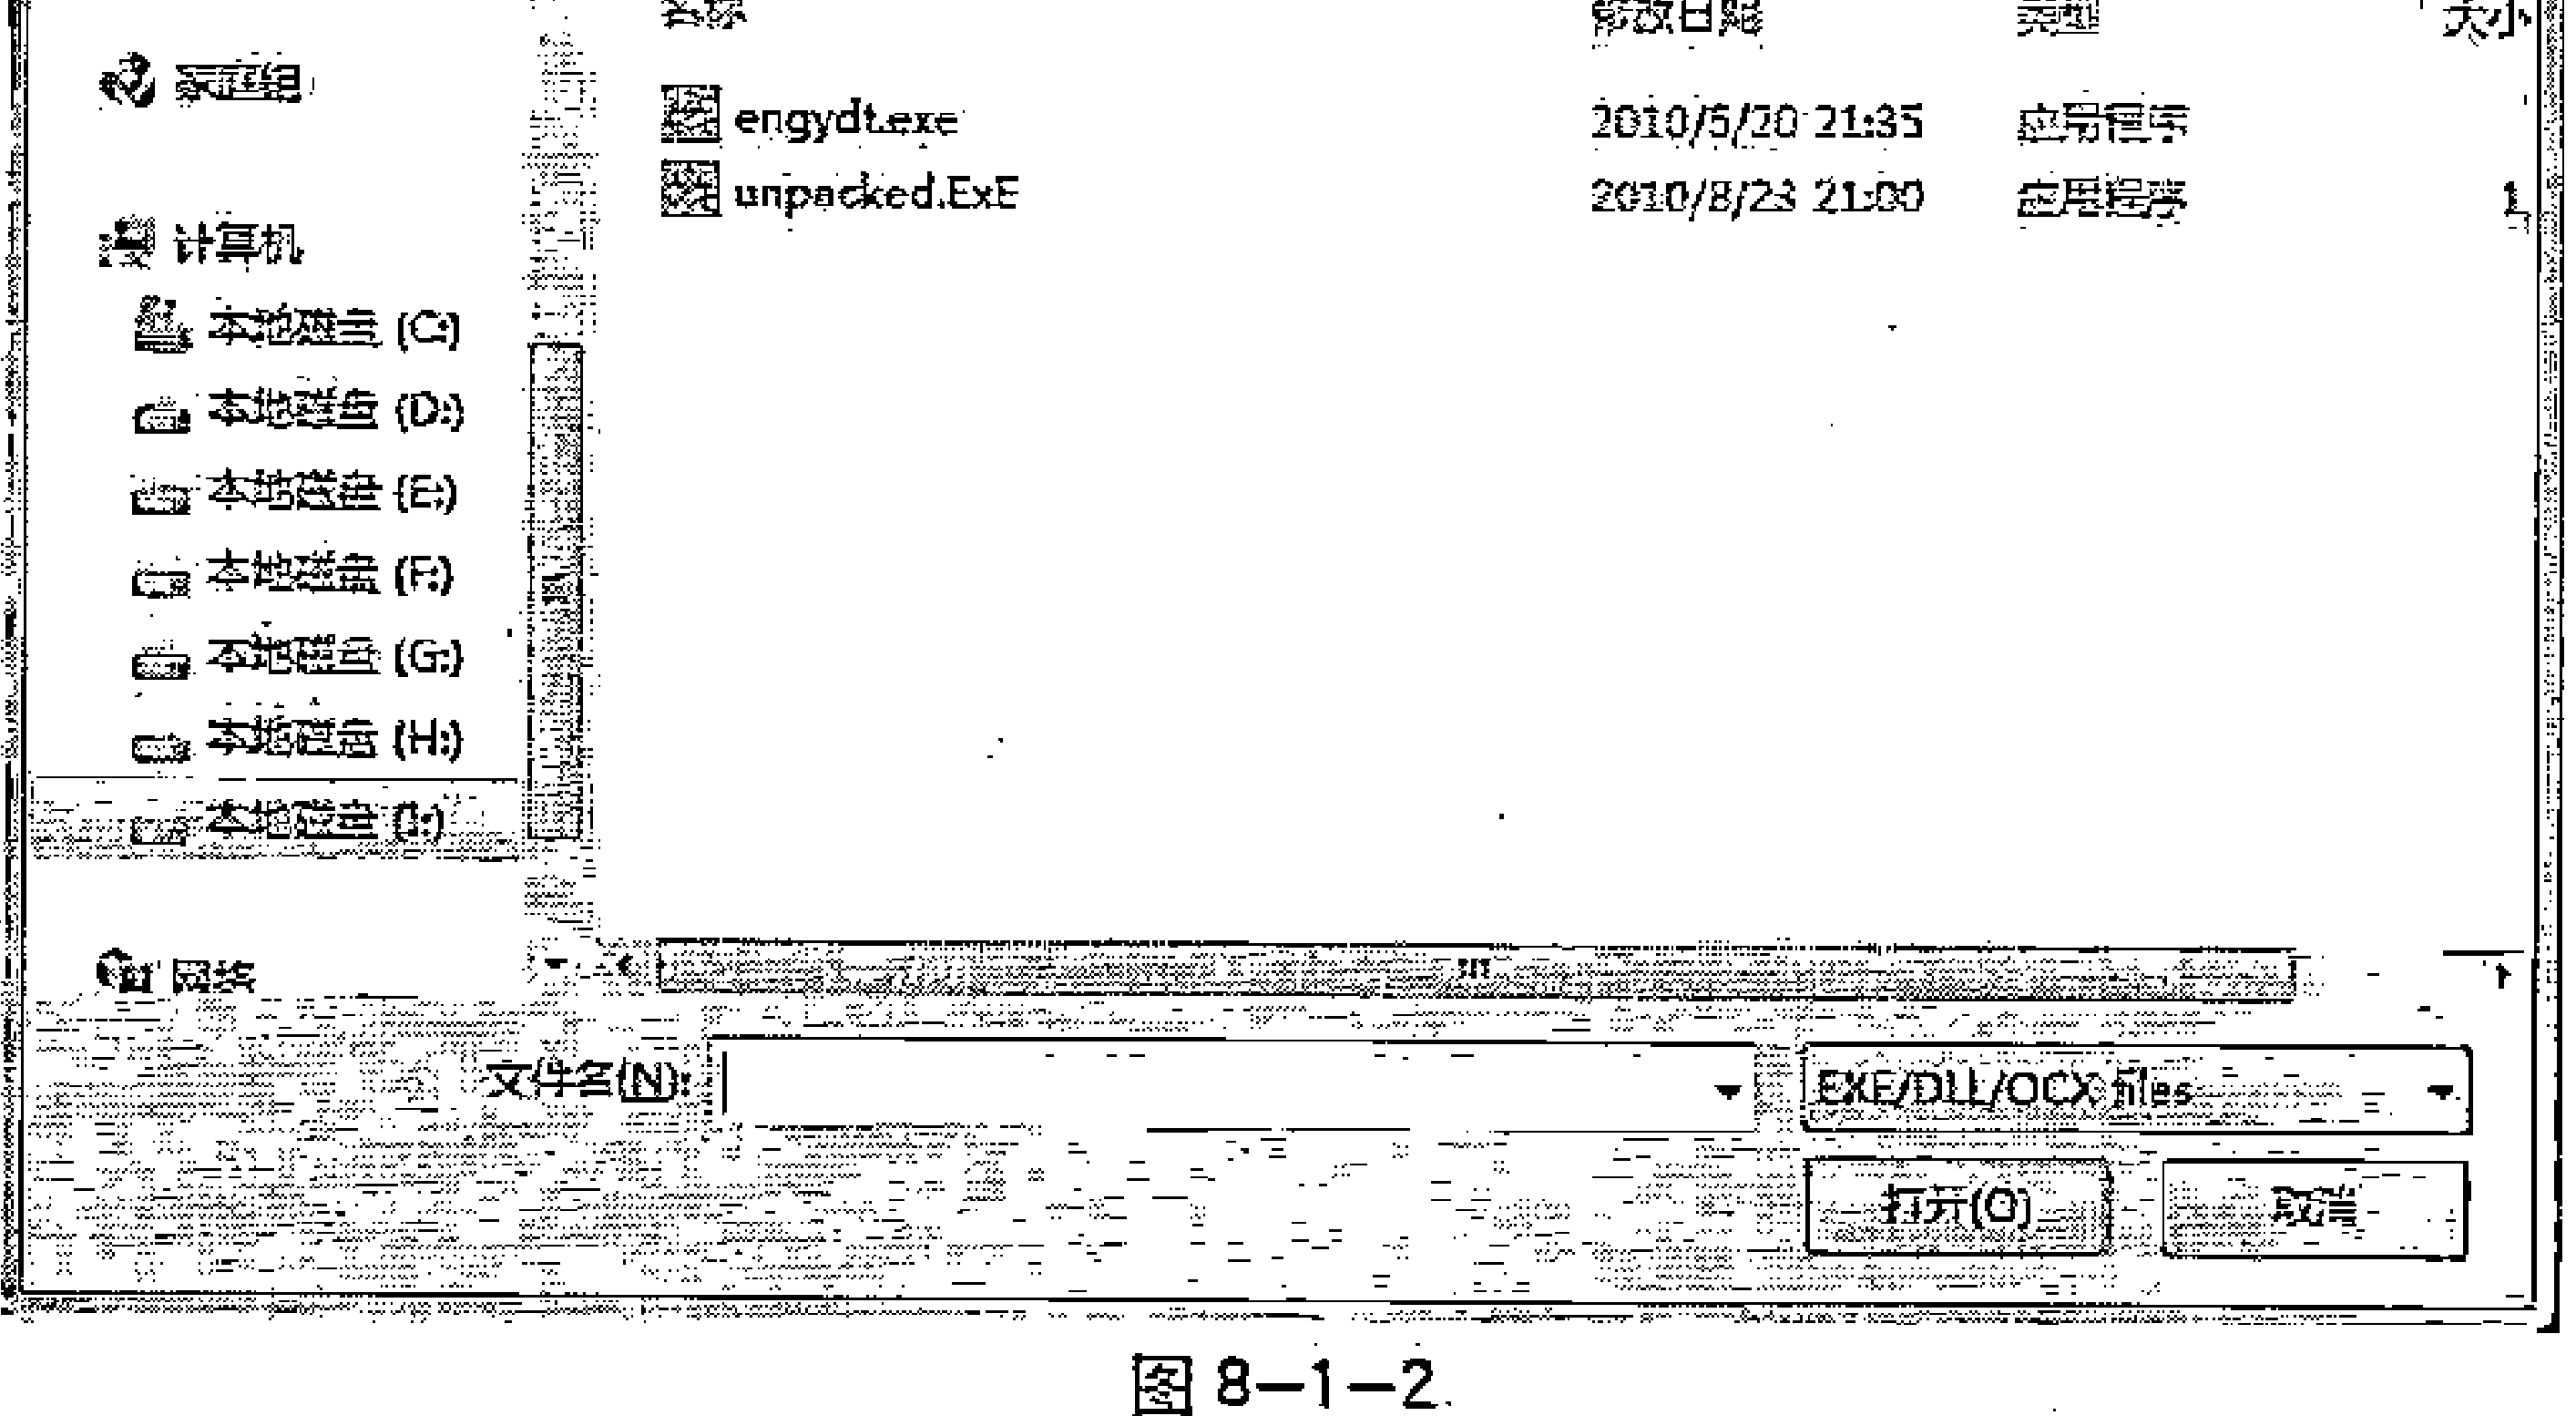 名称 修改日期 类型 大小
家庭组
engydt.exe 2010/5/20 21:35 应用程序
unpacked.ExE 2010/8/23 21:00 应用程序 1
计算机
本地磁盘 (C:)
本地磁盘 (D:)
本地磁盘 (E:)
本地磁盘 (F:)
本地磁盘 (G:)
本地磁盘 (H:)
本地磁盘 (I:)
网络
文件名(N): EXE/DLL/OCX files
打开(O) 取消
图 8-1-2